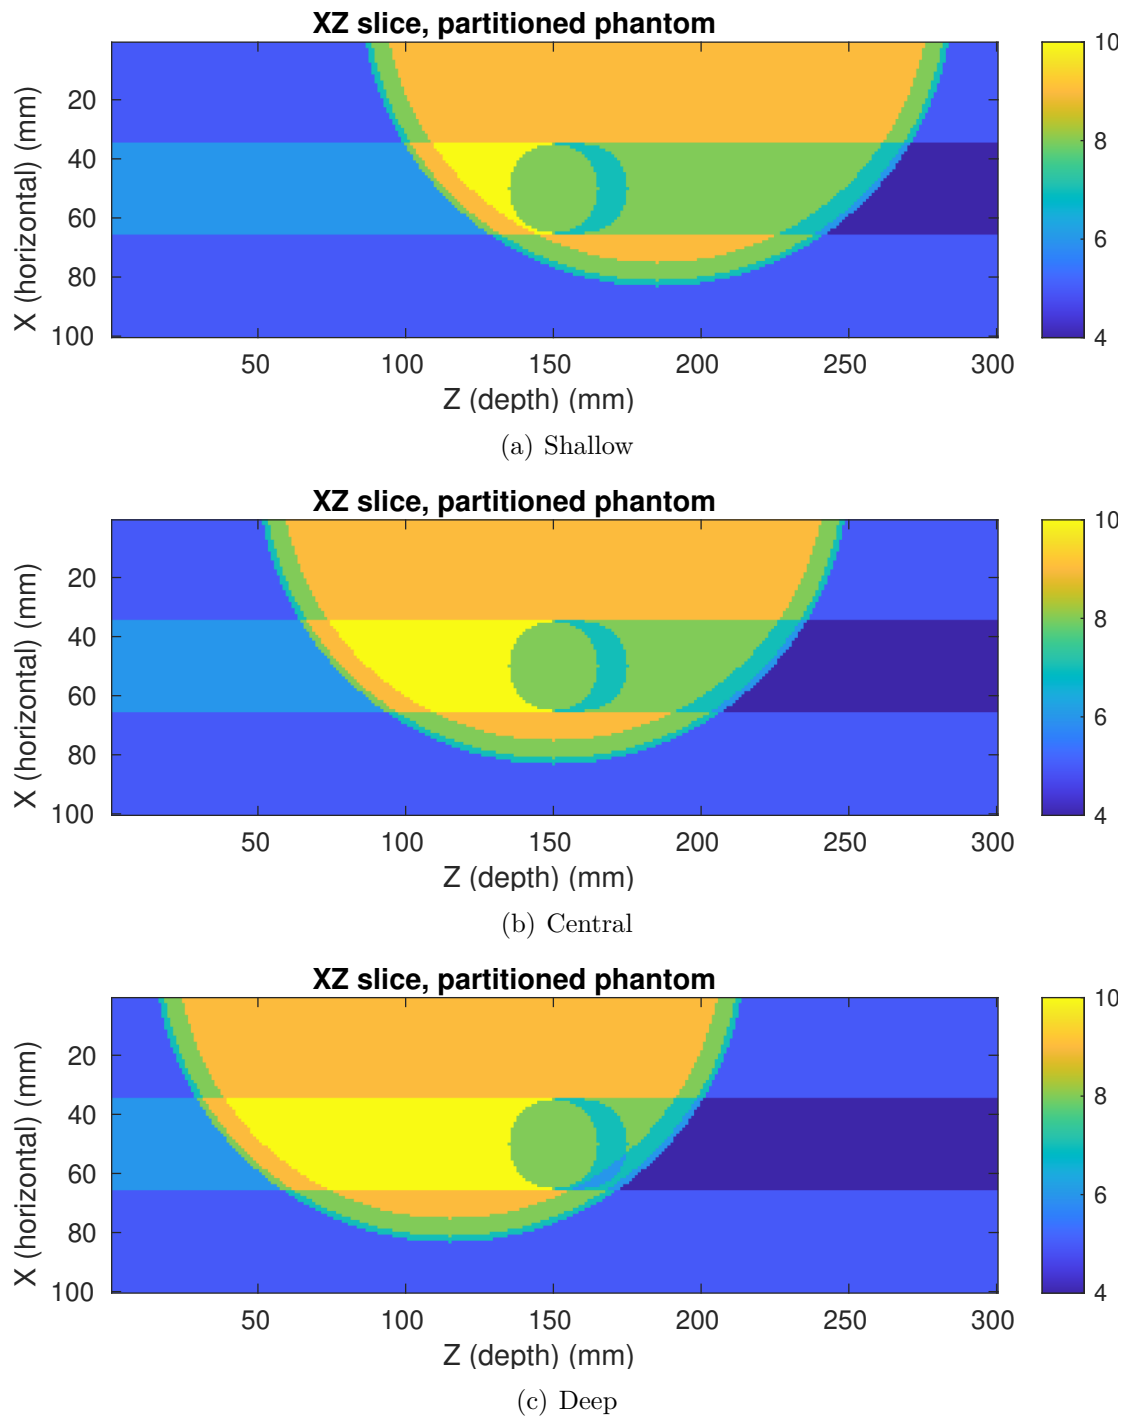 XZ slice, partitioned phantom
X (horizontal) (mm)
20
40
60
80
100
50 100 150 200 250 300
Z (depth) (mm)
10
8
6
4
(a) Shallow
XZ slice, partitioned phantom
X (horizontal) (mm)
20
40
60
80
100
50 100 150 200 250 300
Z (depth) (mm)
10
8
6
4
(b) Central
XZ slice, partitioned phantom
X (horizontal) (mm)
20
40
60
80
100
50 100 150 200 250 300
Z (depth) (mm)
10
8
6
4
(c) Deep